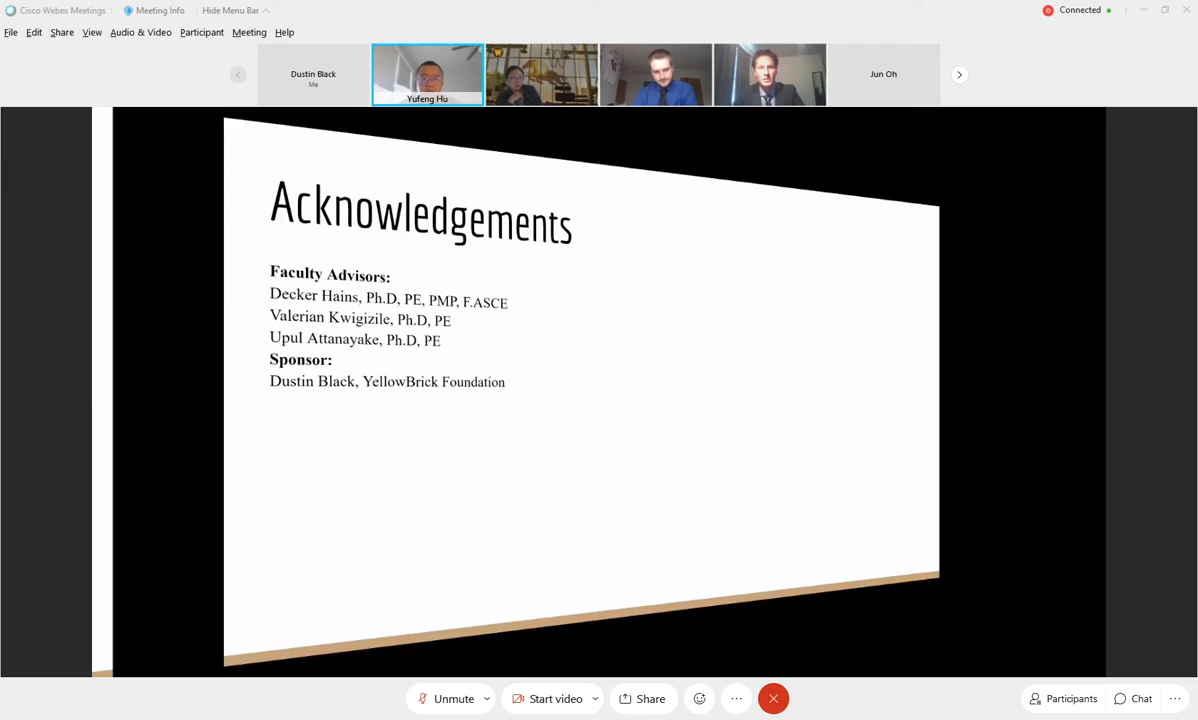 Cisco Webex Meetings Meeting Info Hide Menu Bar Connected
File Edit Share View Audio & Video Participant Meeting Help
Dustin Black
Me
Yufeng Hu
W
Jun Oh
Acknowledgements
Faculty Advisors:
Decker Hains, Ph.D, PE, PMP, F.ASCE
Valerian Kwigizile, Ph.D, PE
Upul Attanayake, Ph.D, PE
Sponsor:
Dustin Black, YellowBrick Foundation
Unmute Start video Share Participants Chat